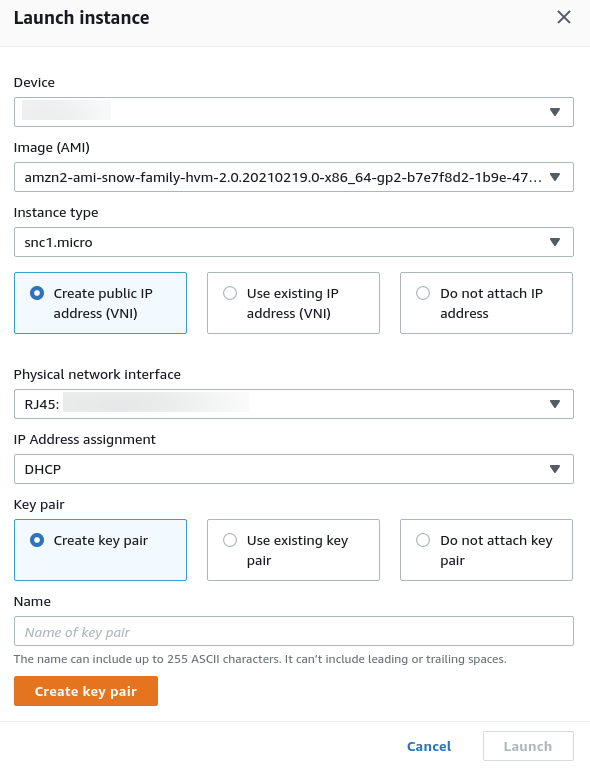 Launch instance
Device
Image (AMI)
amzn2-ami-snow-family-hvm-2.0.20210219.0-x86_64-gp2-b7e7f8d2-1b9e-47...
Instance type
snc1.micro
Create public IP
address (VNI)
Use existing IP
address (VNI)
Do not attach IP
address
Physical network interface
RJ45:
IP Address assignment
DHCP
Key pair
Create key pair
Use existing key
pair
Do not attach key
pair
Name
Name of key pair
The name can include up to 255 ASCII characters. It can't include leading or trailing spaces.
Create key pair
Cancel
Launch